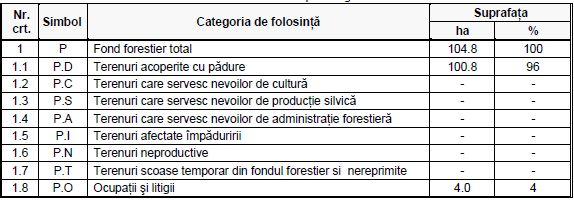 Nr. crt. Simbol Categoria de folosință Suprafața
ha %
1 P Fond forestier total 104.8 100
1.1 P.D Terenuri acoperite cu pădure 100.8 96
1.2 P.C Terenuri care servesc nevoilor de cultură - -
1.3 P.S Terenuri care servesc nevoilor de producție silvică - -
1.4 P.A Terenuri care servesc nevoilor de administrație forestieră - -
1.5 P.I Terenuri afectate împăduririi - -
1.6 P.N Terenuri neproductive - -
1.7 P.T Terenuri scoase temporar din fondul forestier si nereprimite - -
1.8 P.O Ocupații şi litigii 4.0 4